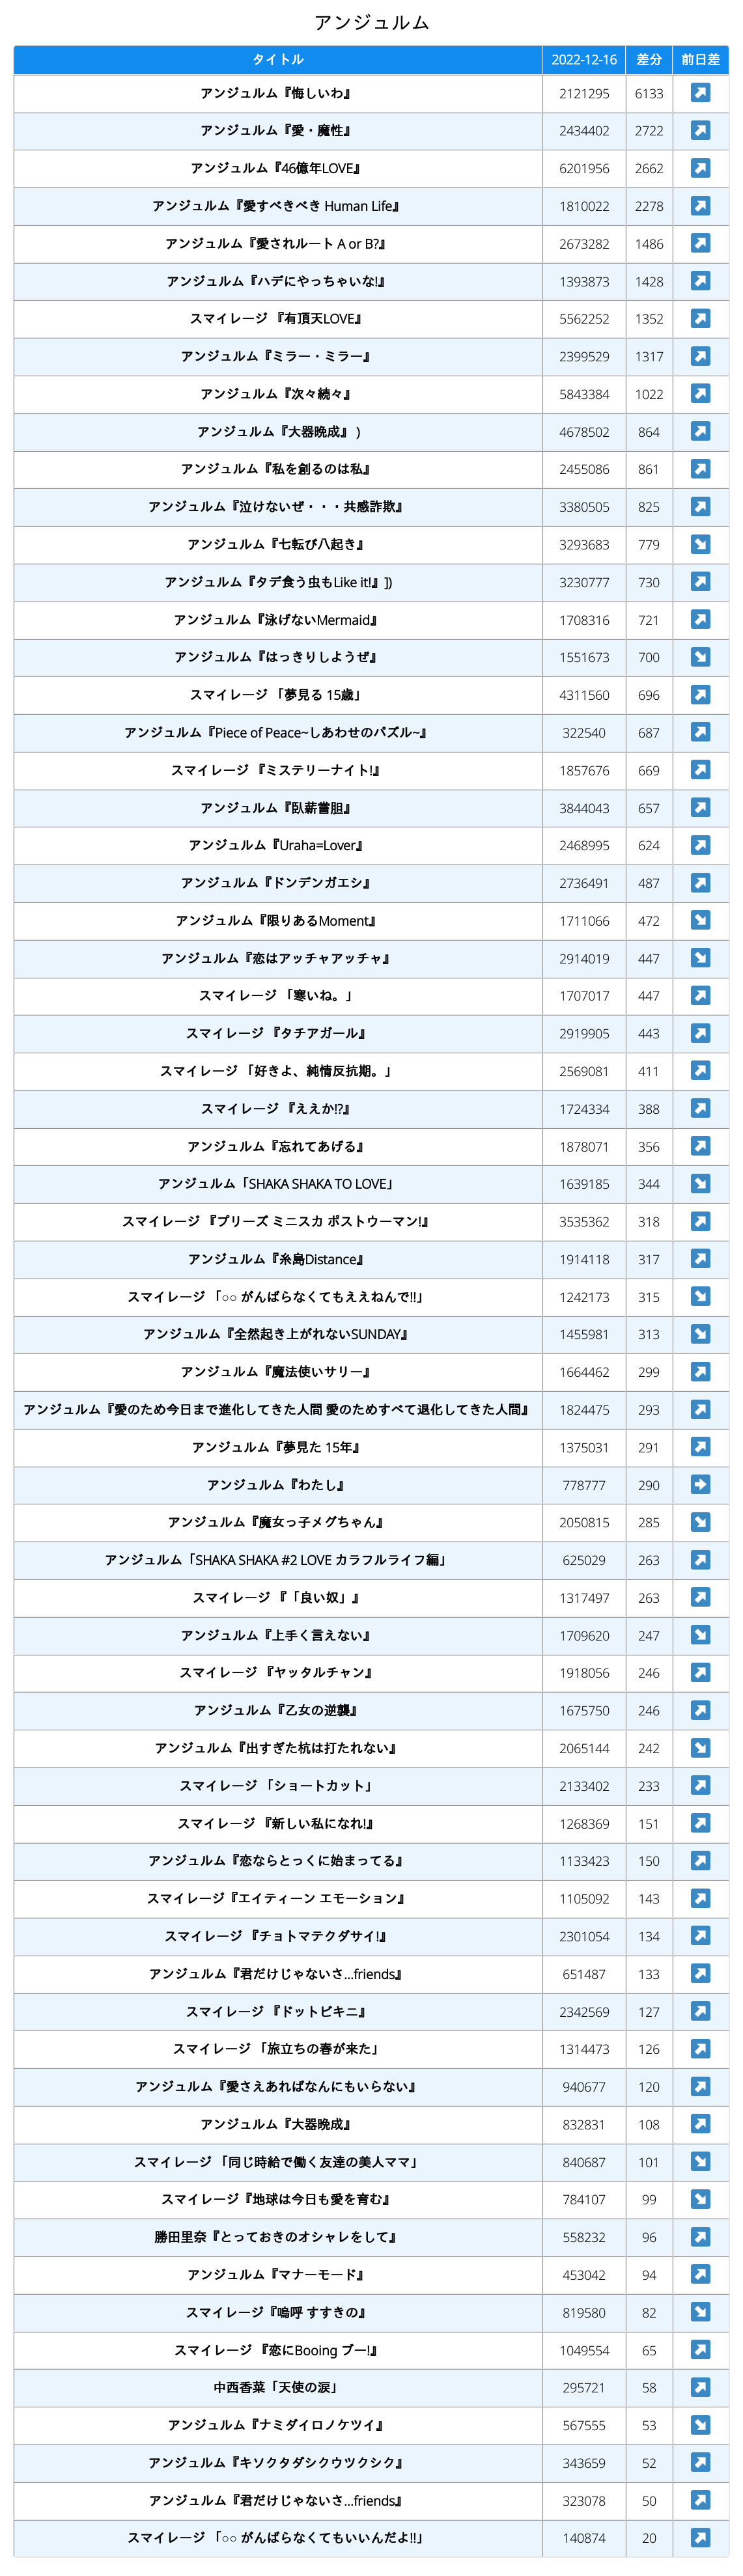 アンジュルム
タイトル 2022-12-16 差分 前日差
アンジュルム『悔しいわ』 2121295 6133
アンジュルム『愛・魔性』 2434402 2722
アンジュルム『46億年LOVE』 6201956 2662
アンジュルム『愛すべきべき Human Life』 1810022 2278
アンジュルム『愛されルート A or B?』 2673282 1486
アンジュルム『ハデにやっちゃいな!』 1393873 1428
スマイレージ 『有頂天LOVE』 5562252 1352
アンジュルム『ミラー・ミラー』 2399529 1317
アンジュルム『次々続々』 5843384 1022
アンジュルム『大器晩成』 ) 4678502 864
アンジュルム『私を創るのは私』 2455086 861
アンジュルム『泣けないぜ・・・共感詐欺』 3380505 825
アンジュルム『七転び八起き』 3293683 779
アンジュルム『タデ食う虫もLike it!』]) 3230777 730
アンジュルム『泳げないMermaid』 1708316 721
アンジュルム『はっきりしようぜ』 1551673 700
スマイレージ 「夢見る 15歳」 4311560 696
アンジュルム『Piece of Peace~しあわせのパズル~』 322540 687
スマイレージ 『ミステリーナイト!』 1857676 669
アンジュルム『臥薪嘗胆』 3844043 657
アンジュルム『Uraha=Lover』 2468995 624
アンジュルム『ドンデンガエシ』 2736491 487
アンジュルム『限りあるMoment』 1711066 472
アンジュルム『恋はアッチャアッチャ』 2914019 447
スマイレージ 「寒いね。」 1707017 447
スマイレージ 『タチアガール』 2919905 443
スマイレージ 「好きよ、純情反抗期。」 2569081 411
スマイレージ 『ええか!?』 1724334 388
アンジュルム『忘れてあげる』 1878071 356
アンジュルム「SHAKA SHAKA TO LOVE」 1639185 344
スマイレージ 『プリーズ ミニスカ ポストウーマン!』 3535362 318
アンジュルム『糸島Distance』 1914118 317
スマイレージ 「○○ がんばらなくてもええねんで!!」 1242173 315
アンジュルム『全然起き上がれないSUNDAY』 1455981 313
アンジュルム『魔法使いサリー』 1664462 299
アンジュルム『愛のため今日まで進化してきた人間 愛のためすべて退化してきた人間』 1824475 293
アンジュルム『夢見た 15年』 1375031 291
アンジュルム『わたし』 778777 290
アンジュルム『魔女っ子メグちゃん』 2050815 285
アンジュルム「SHAKA SHAKA #2 LOVE カラフルライフ編」 625029 263
スマイレージ 『「良い奴」』 1317497 263
アンジュルム『上手く言えない』 1709620 247
スマイレージ 『ヤッタルチャン』 1918056 246
アンジュルム『乙女の逆襲』 1675750 246
アンジュルム『出すぎた杭は打たれない』 2065144 242
スマイレージ 「ショートカット」 2133402 233
スマイレージ 『新しい私になれ!』 1268369 151
アンジュルム『恋ならとっくに始まってる』 1133423 150
スマイレージ『エイティーン エモーション』 1105092 143
スマイレージ 『チョトマテクダサイ!』 2301054 134
アンジュルム『君だけじゃないさ...friends』 651487 133
スマイレージ 『ドットビキニ』 2342569 127
スマイレージ 「旅立ちの春が来た」 1314473 126
アンジュルム『愛さえあればなんにもいらない』 940677 120
アンジュルム『大器晩成』 832831 108
スマイレージ 「同じ時給で働く友達の美人ママ」 840687 101
スマイレージ『地球は今日も愛を育む』 784107 99
勝田里奈『とっておきのオシャレをして』 558232 96
アンジュルム『マナーモード』 453042 94
スマイレージ『嗚呼 すすきの』 819580 82
スマイレージ 『恋にBooing ブー!』 1049554 65
中西香菜「天使の涙」 295721 58
アンジュルム『ナミダイロノケツイ』 567555 53
アンジュルム『キソクタダシクウツクシク』 343659 52
アンジュルム『君だけじゃないさ...friends』 323078 50
スマイレージ 「○○ がんばらなくてもいいんだよ!!」 140874 20